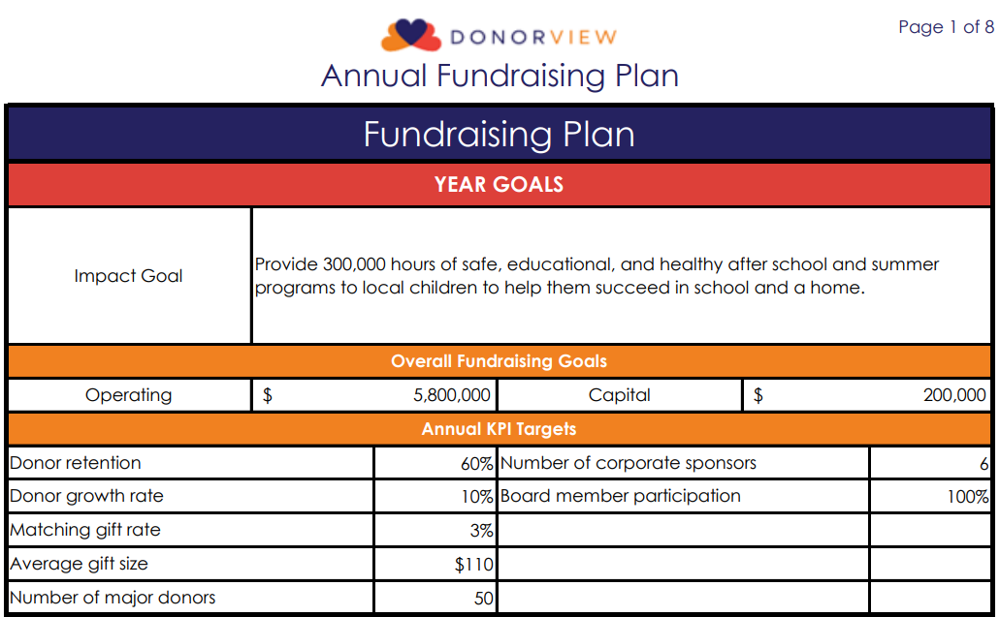 Page 1 of 8
DONORVIEW
Annual Fundraising Plan
Fundraising Plan
YEAR GOALS
Impact Goal
Provide 300,000 hours of safe, educational, and healthy after school and summer
programs to local children to help them succeed in school and a home.
Overall Fundraising Goals
Operating $ 5,800,000 Capital $ 200,000
Annual KPI Targets
Donor retention 60% Number of corporate sponsors 6
Donor growth rate 10% Board member participation 100%
Matching gift rate 3%
Average gift size $110
Number of major donors 50